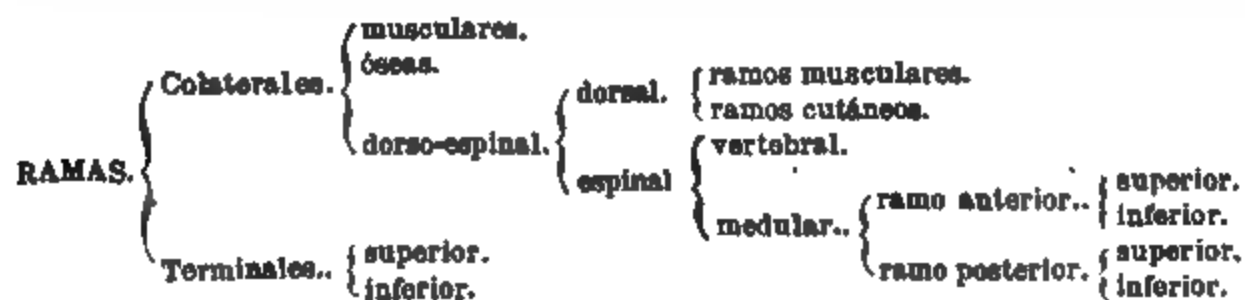 RAMAS.
Colaterales.
musculares.
óseas.
dorso-espinal.
dorsal.
ramos musculares.
ramos cutáneos.
espinal
vertebral.
medular..
ramo anterior..
superior.
inferior.
ramo posterior.
superior.
inferior.
Terminales..
superior.
inferior.